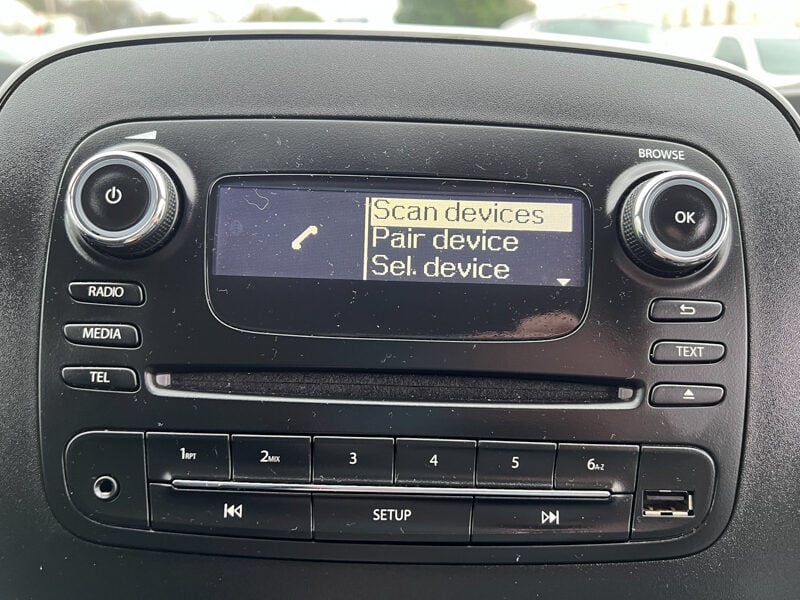 BROWSE
OK
Scan devices
Pair device
Sel. device
RADIO
MEDIA
TEL
TEXT
1RPT
2MIX
3
4
5
6A-Z
SETUP